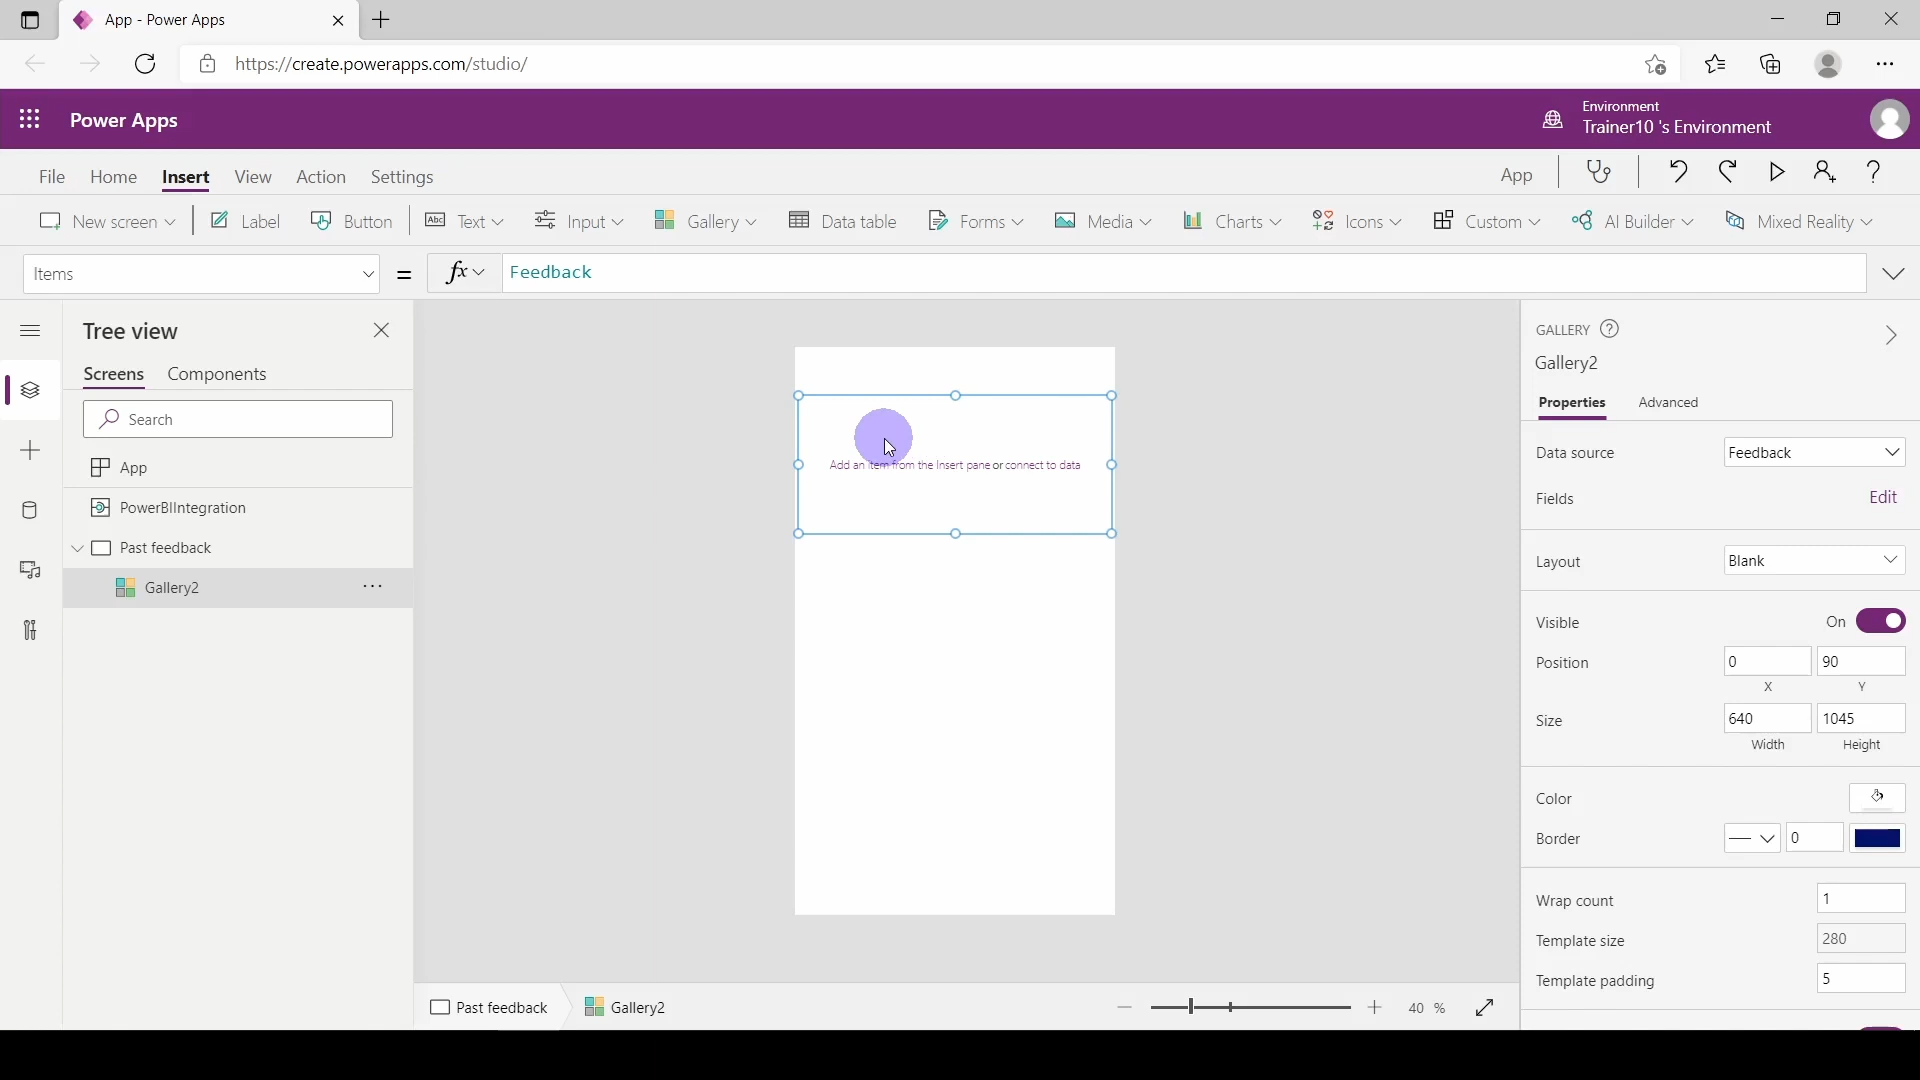 App - Power Apps
https://create.powerapps.com/studio/
Power Apps
Environment
Trainer10 's Environment
File Home Insert View Action Settings
App
New screen Label Button Abc Text Input Gallery Data table Forms Media Charts Icons Custom AI Builder Mixed Reality
Items = fx Feedback
Tree view
Screens Components
Search
App
PowerBIIntegration
Past feedback
Gallery2
Add an item from the Insert pane or connect to data
Past feedback Gallery2
40 %
GALLERY
Gallery2
Properties Advanced
Data source Feedback
Fields Edit
Layout Blank
Visible On
Position 0 90
X Y
Size 640 1045
Width Height
Color
Border 0
Wrap count 1
Template size 280
Template padding 5